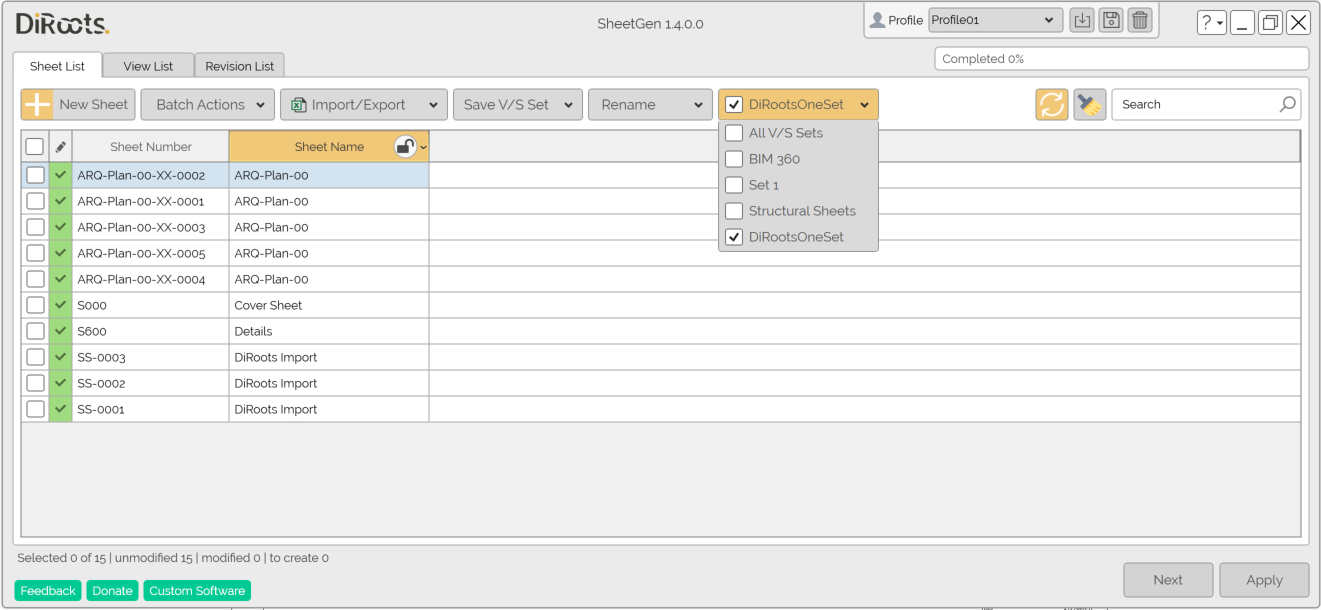 DiRoots.
SheetGen 1.4.0.0
Profile Profile01
?
Sheet List View List Revision List
Completed 0%
New Sheet Batch Actions Import/Export Save V/S Set Rename DiRootsOneSet Search
All V/S Sets
BIM 360
Set 1
Structural Sheets
DiRootsOneSet
Sheet Number Sheet Name
ARQ-Plan-00-XX-0002 ARQ-Plan-00
ARQ-Plan-00-XX-0001 ARQ-Plan-00
ARQ-Plan-00-XX-0003 ARQ-Plan-00
ARQ-Plan-00-XX-0005 ARQ-Plan-00
ARQ-Plan-00-XX-0004 ARQ-Plan-00
S000 Cover Sheet
S600 Details
SS-0003 DiRoots Import
SS-0002 DiRoots Import
SS-0001 DiRoots Import
Selected 0 of 15 | unmodified 15 | modified 0 | to create 0
Feedback Donate Custom Software
Next Apply